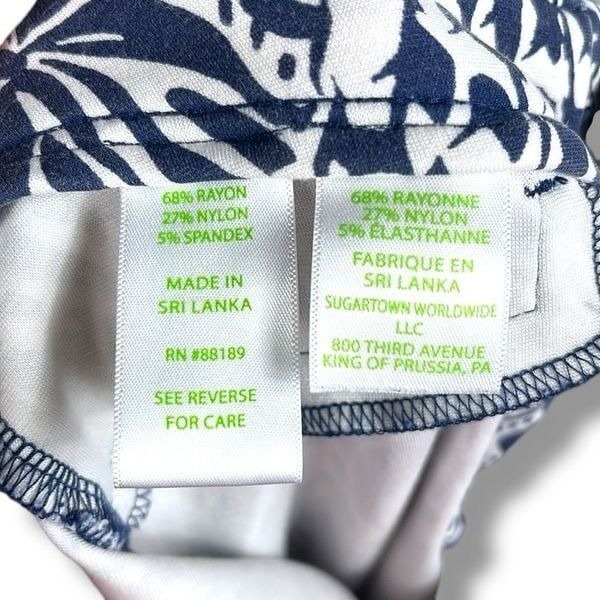 68% RAYON
27% NYLON
5% SPANDEX
MADE IN
SRI LANKA
RN #88189
SEE REVERSE
FOR CARE
68% RAYONNE
27% NYLON
5% ÉLASTHANNE
FABRIQUE EN
SRI LANKA
SUGARTOWN WORLDWIDE
LLC
800 THIRD AVENUE
KING OF PRUSSIA, PA